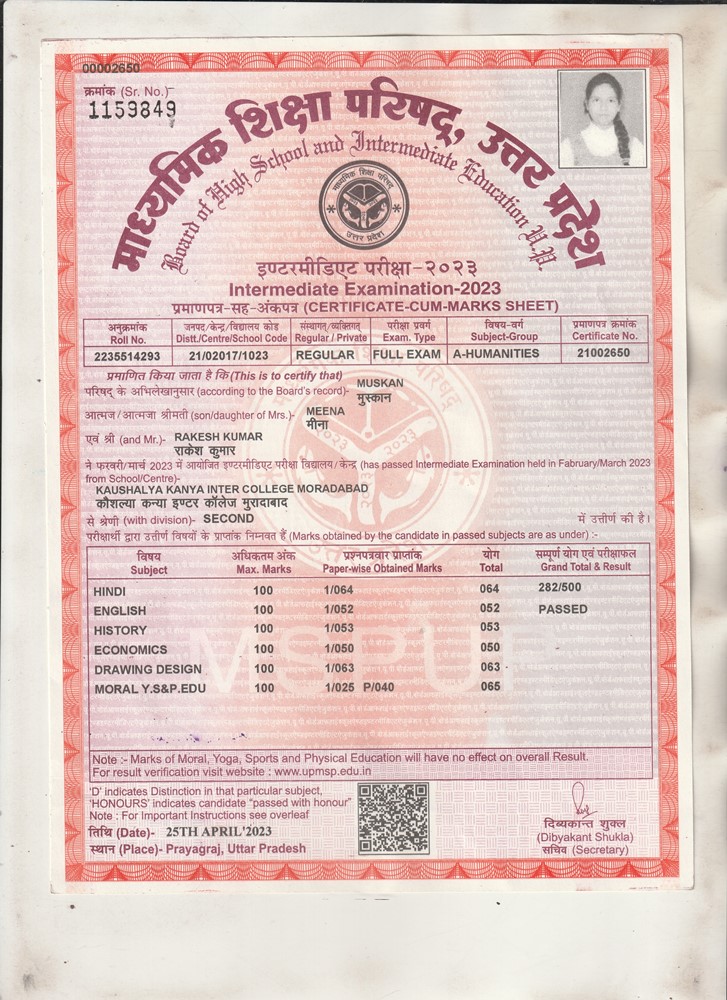 00002650
क्रमांक (Sr. No.)-
1159849
माध्यमिक शिक्षा परिषद्, उत्तर प्रदेश
Board of High School and Intermediate Education U.P.
माध्यमिक शिक्षा परिषद्
उत्तर प्रदेश
इण्टरमीडिएट परीक्षा-२०२३
Intermediate Examination-2023
प्रमाणपत्र-सह-अंकपत्र (CERTIFICATE-CUM-MARKS SHEET)
अनुक्रमांक जनपद/केन्द्र/विद्यालय कोड संस्थागत/व्यक्तिगत परीक्षा प्रवर्ग विषय-वर्ग प्रमाणपत्र क्रमांक
Roll No. Distt./Centre/School Code Regular / Private Exam. Type Subject-Group Certificate No.
2235514293 21/02017/1023 REGULAR FULL EXAM A-HUMANITIES 21002650
प्रमाणित किया जाता है कि (This is to certify that)
परिषद् के अभिलेखानुसार (according to the Board's record)- MUSKAN
मुस्कान
आत्मज/आत्मजा श्रीमती (son/daughter of Mrs.)- MEENA
मीना
एवं श्री (and Mr.)- RAKESH KUMAR
राकेश कुमार
ने फरवरी/मार्च 2023 में आयोजित इण्टरमीडिएट परीक्षा विद्यालय/केन्द्र (has passed Intermediate Examination held in Fabruary/March 2023
from School/Centre)-
KAUSHALYA KANYA INTER COLLEGE MORADABAD
कौशल्या कन्या इण्टर कॉलेज मुरादाबाद
से श्रेणी (with division)- SECOND में उत्तीर्ण की है।
परीक्षार्थी द्वारा उत्तीर्ण विषयों के प्राप्तांक निम्नवत हैं (Marks obtained by the candidate in passed subjects are as under) :-
विषय अधिकतम अंक प्रश्नपत्रवार प्राप्तांक योग सम्पूर्ण योग एवं परीक्षाफल
Subject Max. Marks Paper-wise Obtained Marks Total Grand Total & Result
HINDI 100 1/064 064 282/500
ENGLISH 100 1/052 052 PASSED
HISTORY 100 1/053 053
ECONOMICS 100 1/050 050
DRAWING DESIGN 100 1/063 063
MORAL Y.S&P.EDU 100 1/025 P/040 065
MSPUP
Note :- Marks of Moral, Yoga, Sports and Physical Education will have no effect on overall Result.
For result verification visit website : www.upmsp.edu.in
'D' indicates Distinction in that particular subject,
'HONOURS' indicates candidate "passed with honour"
Note : For Important Instructions see overleaf
तिथि (Date)- 25TH APRIL'2023
स्थान (Place)- Prayagraj, Uttar Pradesh
दिब्यकान्त शुक्ल
(Dibyakant Shukla)
सचिव (Secretary)